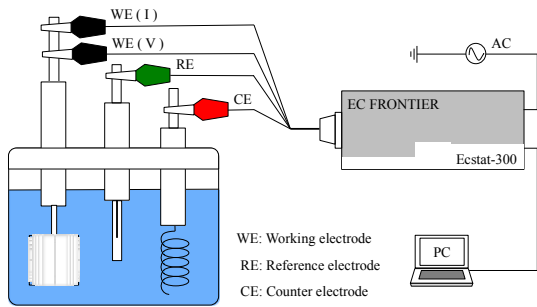 WE ( I )
WE ( V )
RE
CE
AC
EC FRONTIER
Ecstat-300
PC
WE: Working electrode
RE: Reference electrode
CE: Counter electrode